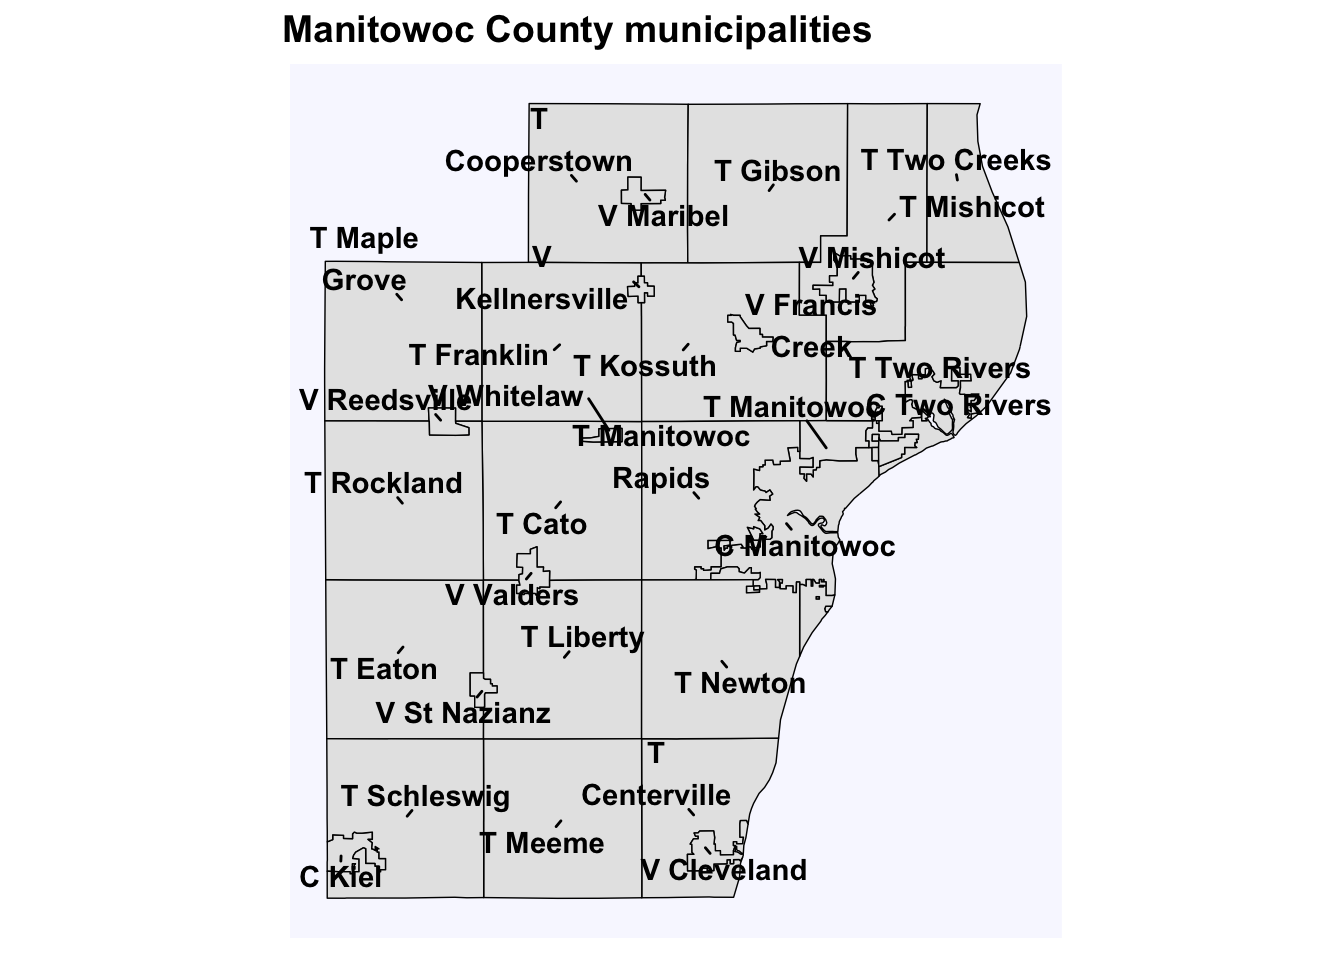 Manitowoc County municipalities
T
Cooperstown
T Gibson
T Two Creeks
V Maribel
T Mishicot
T Maple
Grove
V
Kellnersville
V Mishicot
V Francis
Creek
T Franklin
T Kossuth
T Two Rivers
V Reedsville
V Whitelaw
T Manitowoc
C Two Rivers
T Manitowoc
Rapids
T Rockland
T Cato
C Manitowoc
V Valders
T Liberty
T Eaton
T Newton
V St Nazianz
T
Centerville
T Schleswig
T Meeme
V Cleveland
C Kiel